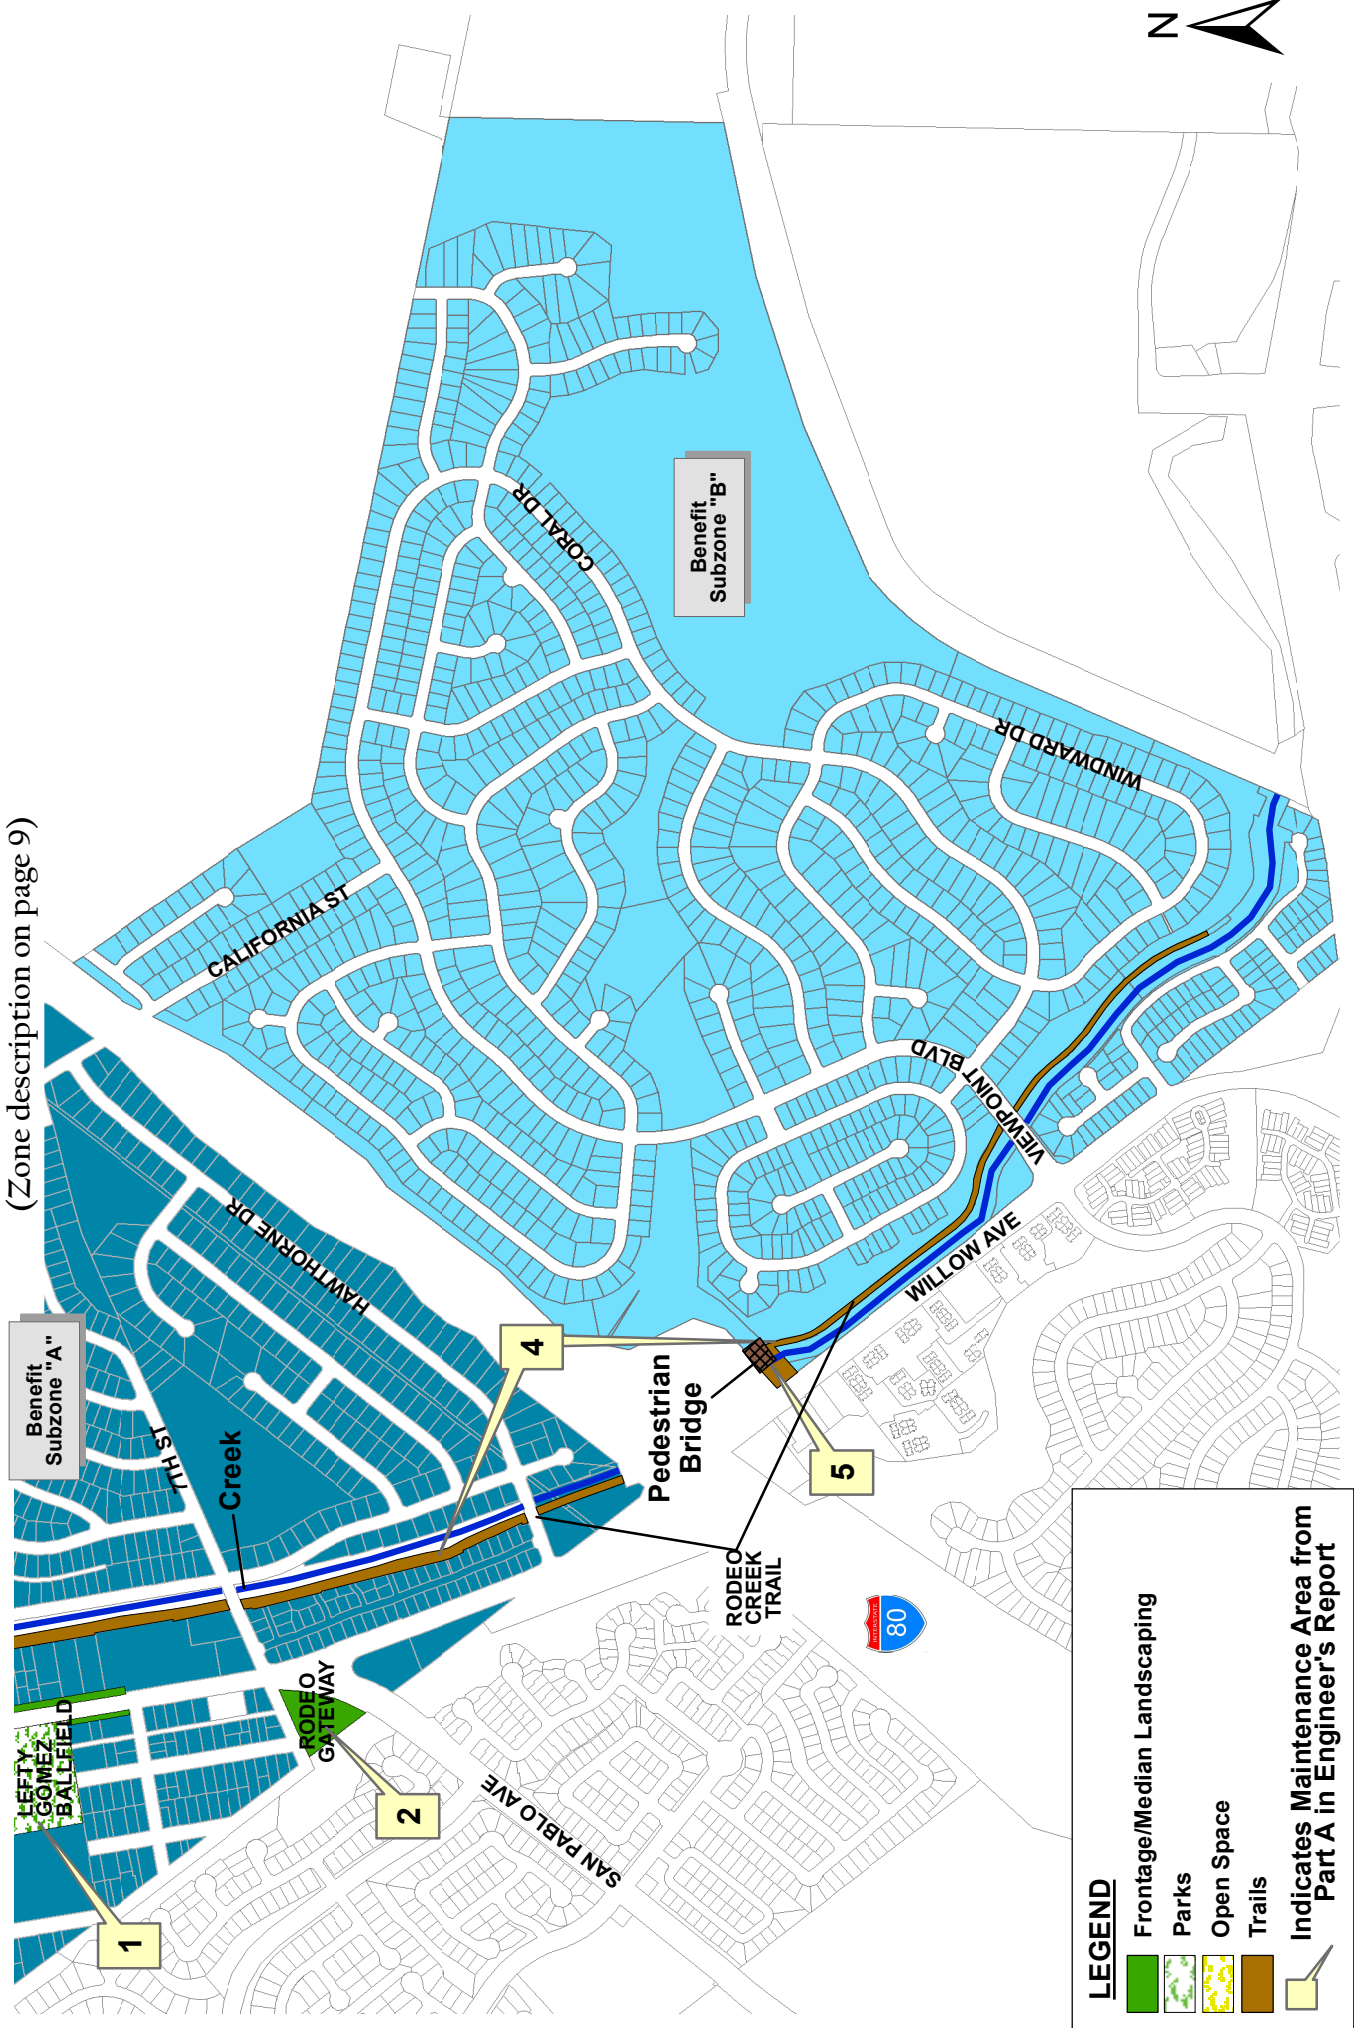 (Zone description on page 9)
N
Benefit
Subzone "A"
Benefit
Subzone "B"
CALIFORNIA ST
CORAL DR
WINDWARD DR
VIEWPOINT BLVD
WILLOW AVE
HAWTHORNE DR
7TH ST
Creek
4
Pedestrian
Bridge
5
RODEO
CREEK
TRAIL
INTERSTATE
80
LEFTY
GOMEZ
BALLFIELD
RODEO
GATEWAY
1
2
SAN PABLO AVE
LEGEND
Frontage/Median Landscaping
Parks
Open Space
Trails
Indicates Maintenance Area from
Part A in Engineer's Report